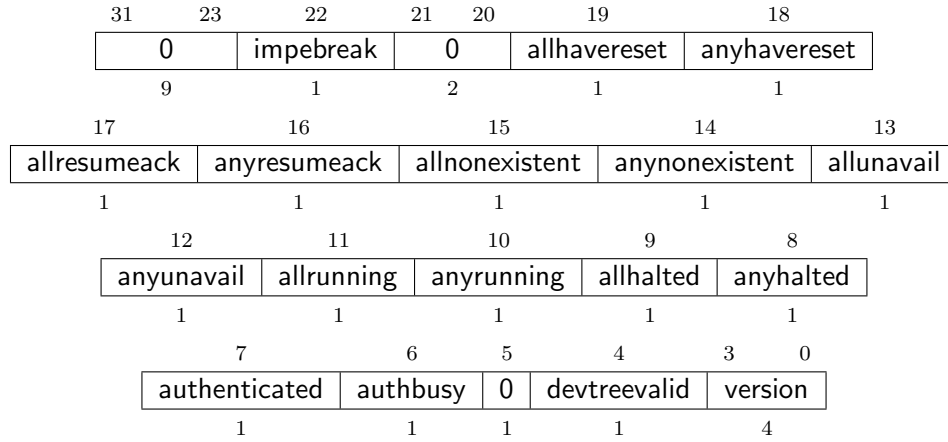 31 23 22 21 20 19 18
0 impebreak 0 allhavereset anyhavereset
9 1 2 1 1
17 16 15 14 13
allresumeack anyresumeack allnonexistent anynonexistent allunavail
1 1 1 1 1
12 11 10 9 8
anyunavail allrunning anyrunning allhalted anyhalted
1 1 1 1 1
7 6 5 4 3 0
authenticated authbusy 0 devtreevalid version
1 1 1 1 4